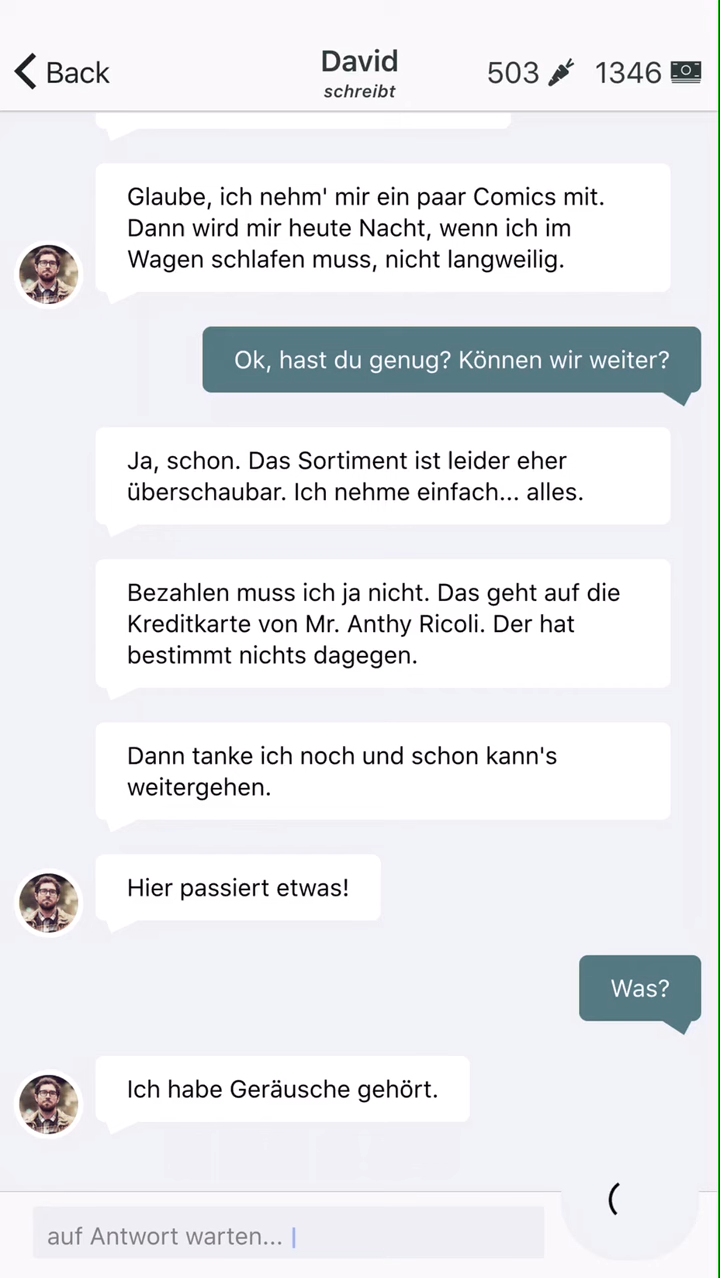 Back
David
schreibt
503
1346
Glaube, ich nehm' mir ein paar Comics mit.
Dann wird mir heute Nacht, wenn ich im
Wagen schlafen muss, nicht langweilig.
Ok, hast du genug? Können wir weiter?
Ja, schon. Das Sortiment ist leider eher
überschaubar. Ich nehme einfach... alles.
Bezahlen muss ich ja nicht. Das geht auf die
Kreditkarte von Mr. Anthy Ricoli. Der hat
bestimmt nichts dagegen.
Dann tanke ich noch und schon kann's
weitergehen.
Hier passiert etwas!
Was?
Ich habe Geräusche gehört.
auf Antwort warten...